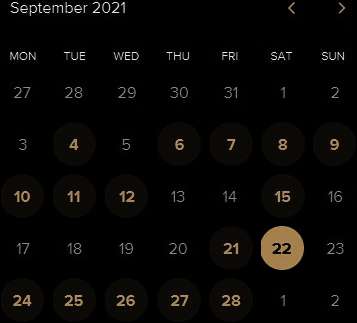 September 2021 < >
MON TUE WED THU FRI SAT SUN
27 28 29 30 31 1 2
3 4 5 6 7 8 9
10 11 12 13 14 15 16
17 18 19 20 21 22 23
24 25 26 27 28 1 2